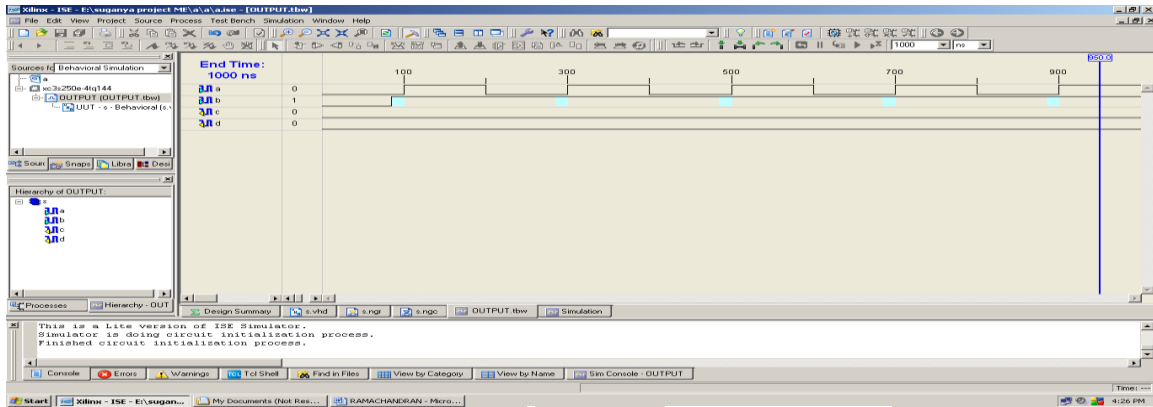 Xilinx - ISE - E:\suganya project ME\a\a\a.ise - [OUTPUT.tbw]
File Edit View Project Source Process Test Bench Simulation Window Help
1000 ns
Sources fo Behavioral Simulation
a
xc3s250e-4tq144
OUTPUT (OUTPUT.tbw)
UUT - s - Behavioral (s.v
Sourc Snaps Libra Desi
Hierarchy of OUTPUT:
s
a
b
c
d
Processes Hierarchy - OUT
End Time:
1000 ns
100 300 500 700 900 950.0
a 0
b 1
c 0
d 0
Design Summary s.vhd s.ngr s.ngc OUTPUT.tbw Simulation
This is a Lite version of ISE Simulator.
Simulator is doing circuit initialization process.
Finished circuit initialization process.
Console Errors Warnings Tcl Shell Find in Files View by Category View by Name Sim Console - OUTPUT
Time: ---
Start Xilinx - ISE - E:\sugan... My Documents (Not Res... RAMACHANDRAN - Micro... 4:26 PM